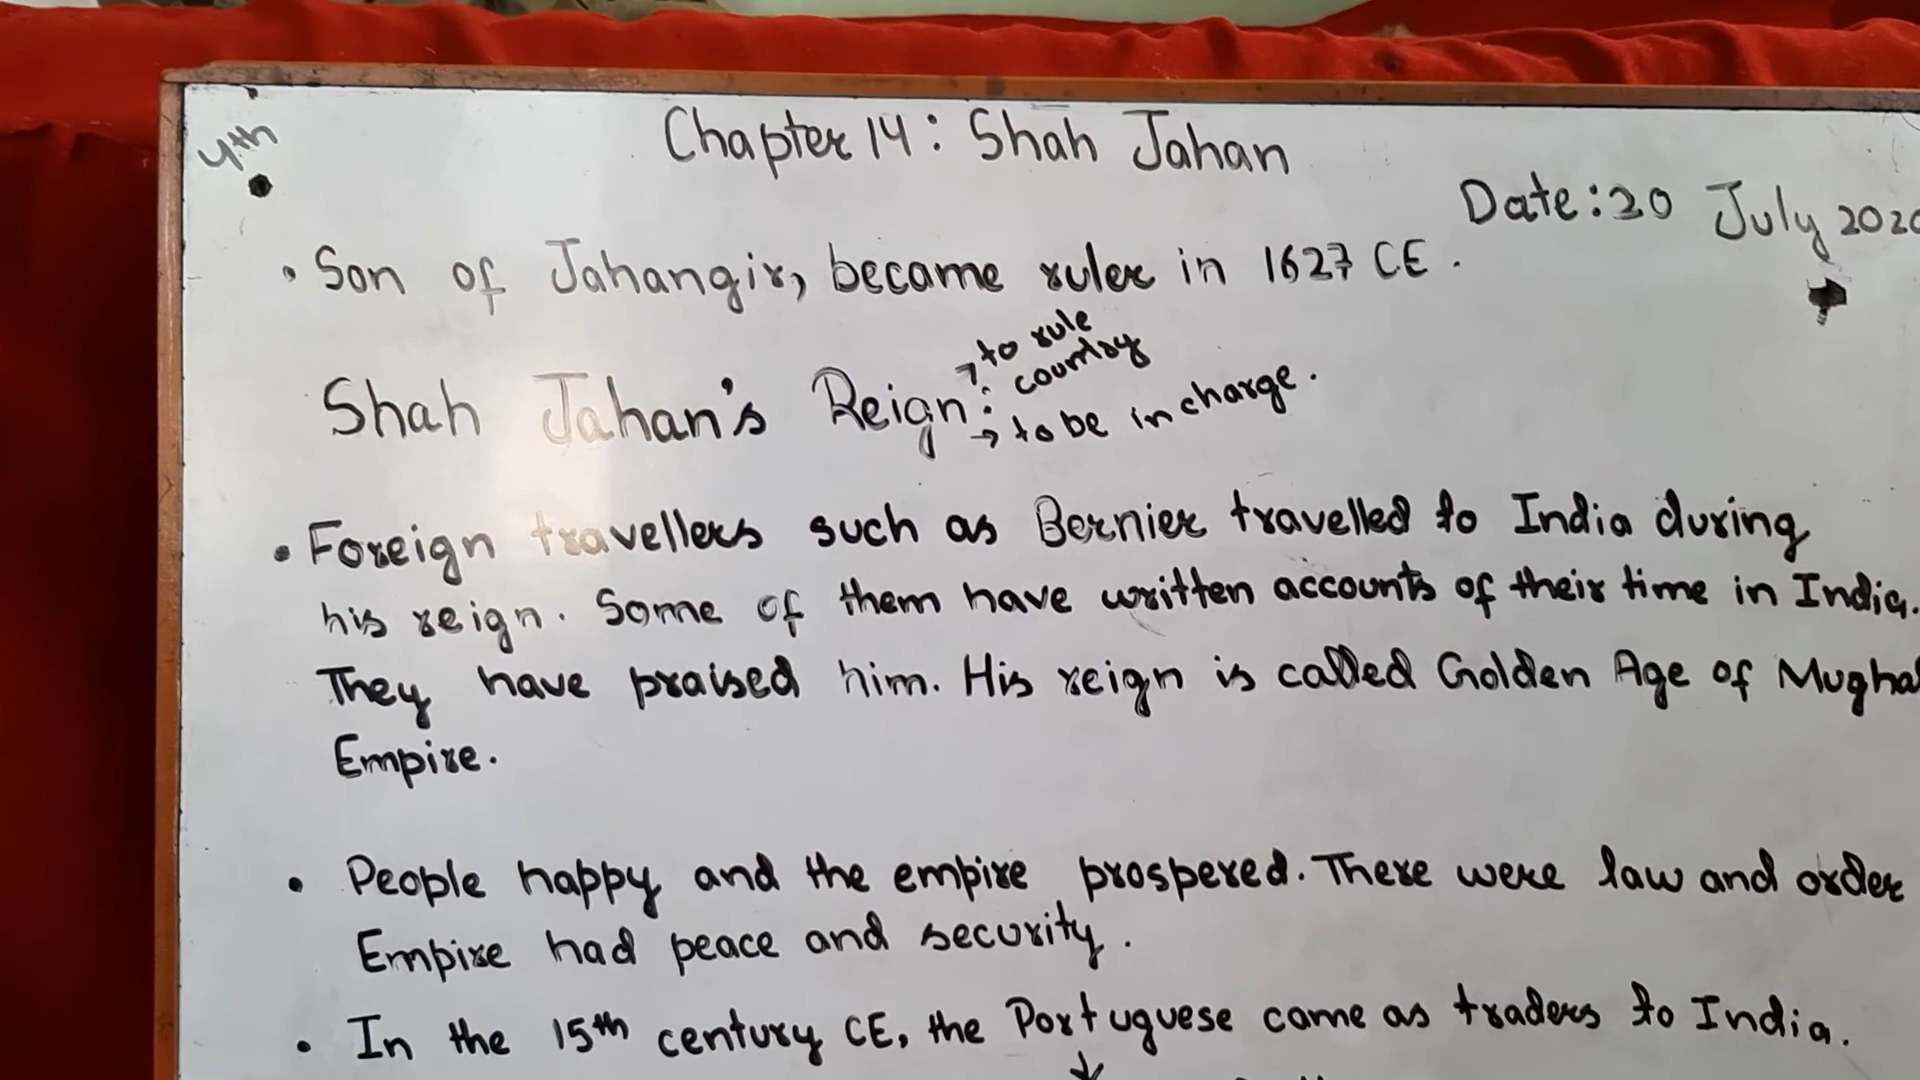 4th
Chapter 14: Shah Jahan
Date: 20 July 202
• Son of Jahangir, became ruler in 1627 CE.
→ to rule
country
Shah Jahan's Reign: → to be in charge.
• Foreign travellers such as Bernier travelled to India during
his reign. Some of them have written accounts of their time in India.
They have praised him. His reign is called Golden Age of Mughal
Empire.
• People happy and the empire prospered. There were law and order
Empire had peace and security.
• In the 15th century CE, the Portuguese came as traders to India.